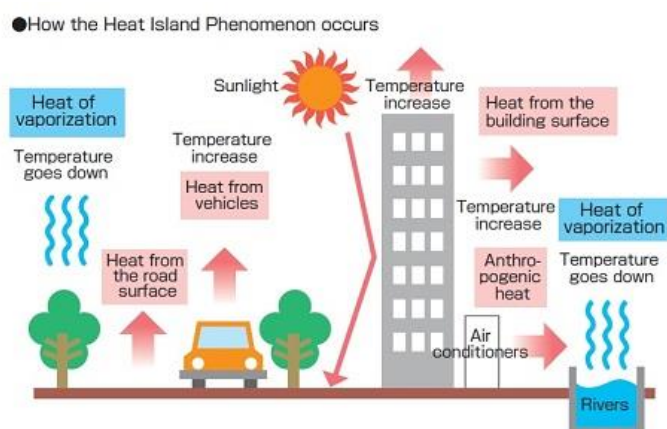 ●How the Heat Island Phenomenon occurs
Heat of
vaporization
Temperature
goes down
Sunlight
Temperature
increase
Heat from
vehicles
Heat from
the road
surface
Temperature
increase
Heat from the
building surface
Temperature
increase
Anthro-
pogenic
heat
Air
conditioners
Heat of
vaporization
Temperature
goes down
Rivers